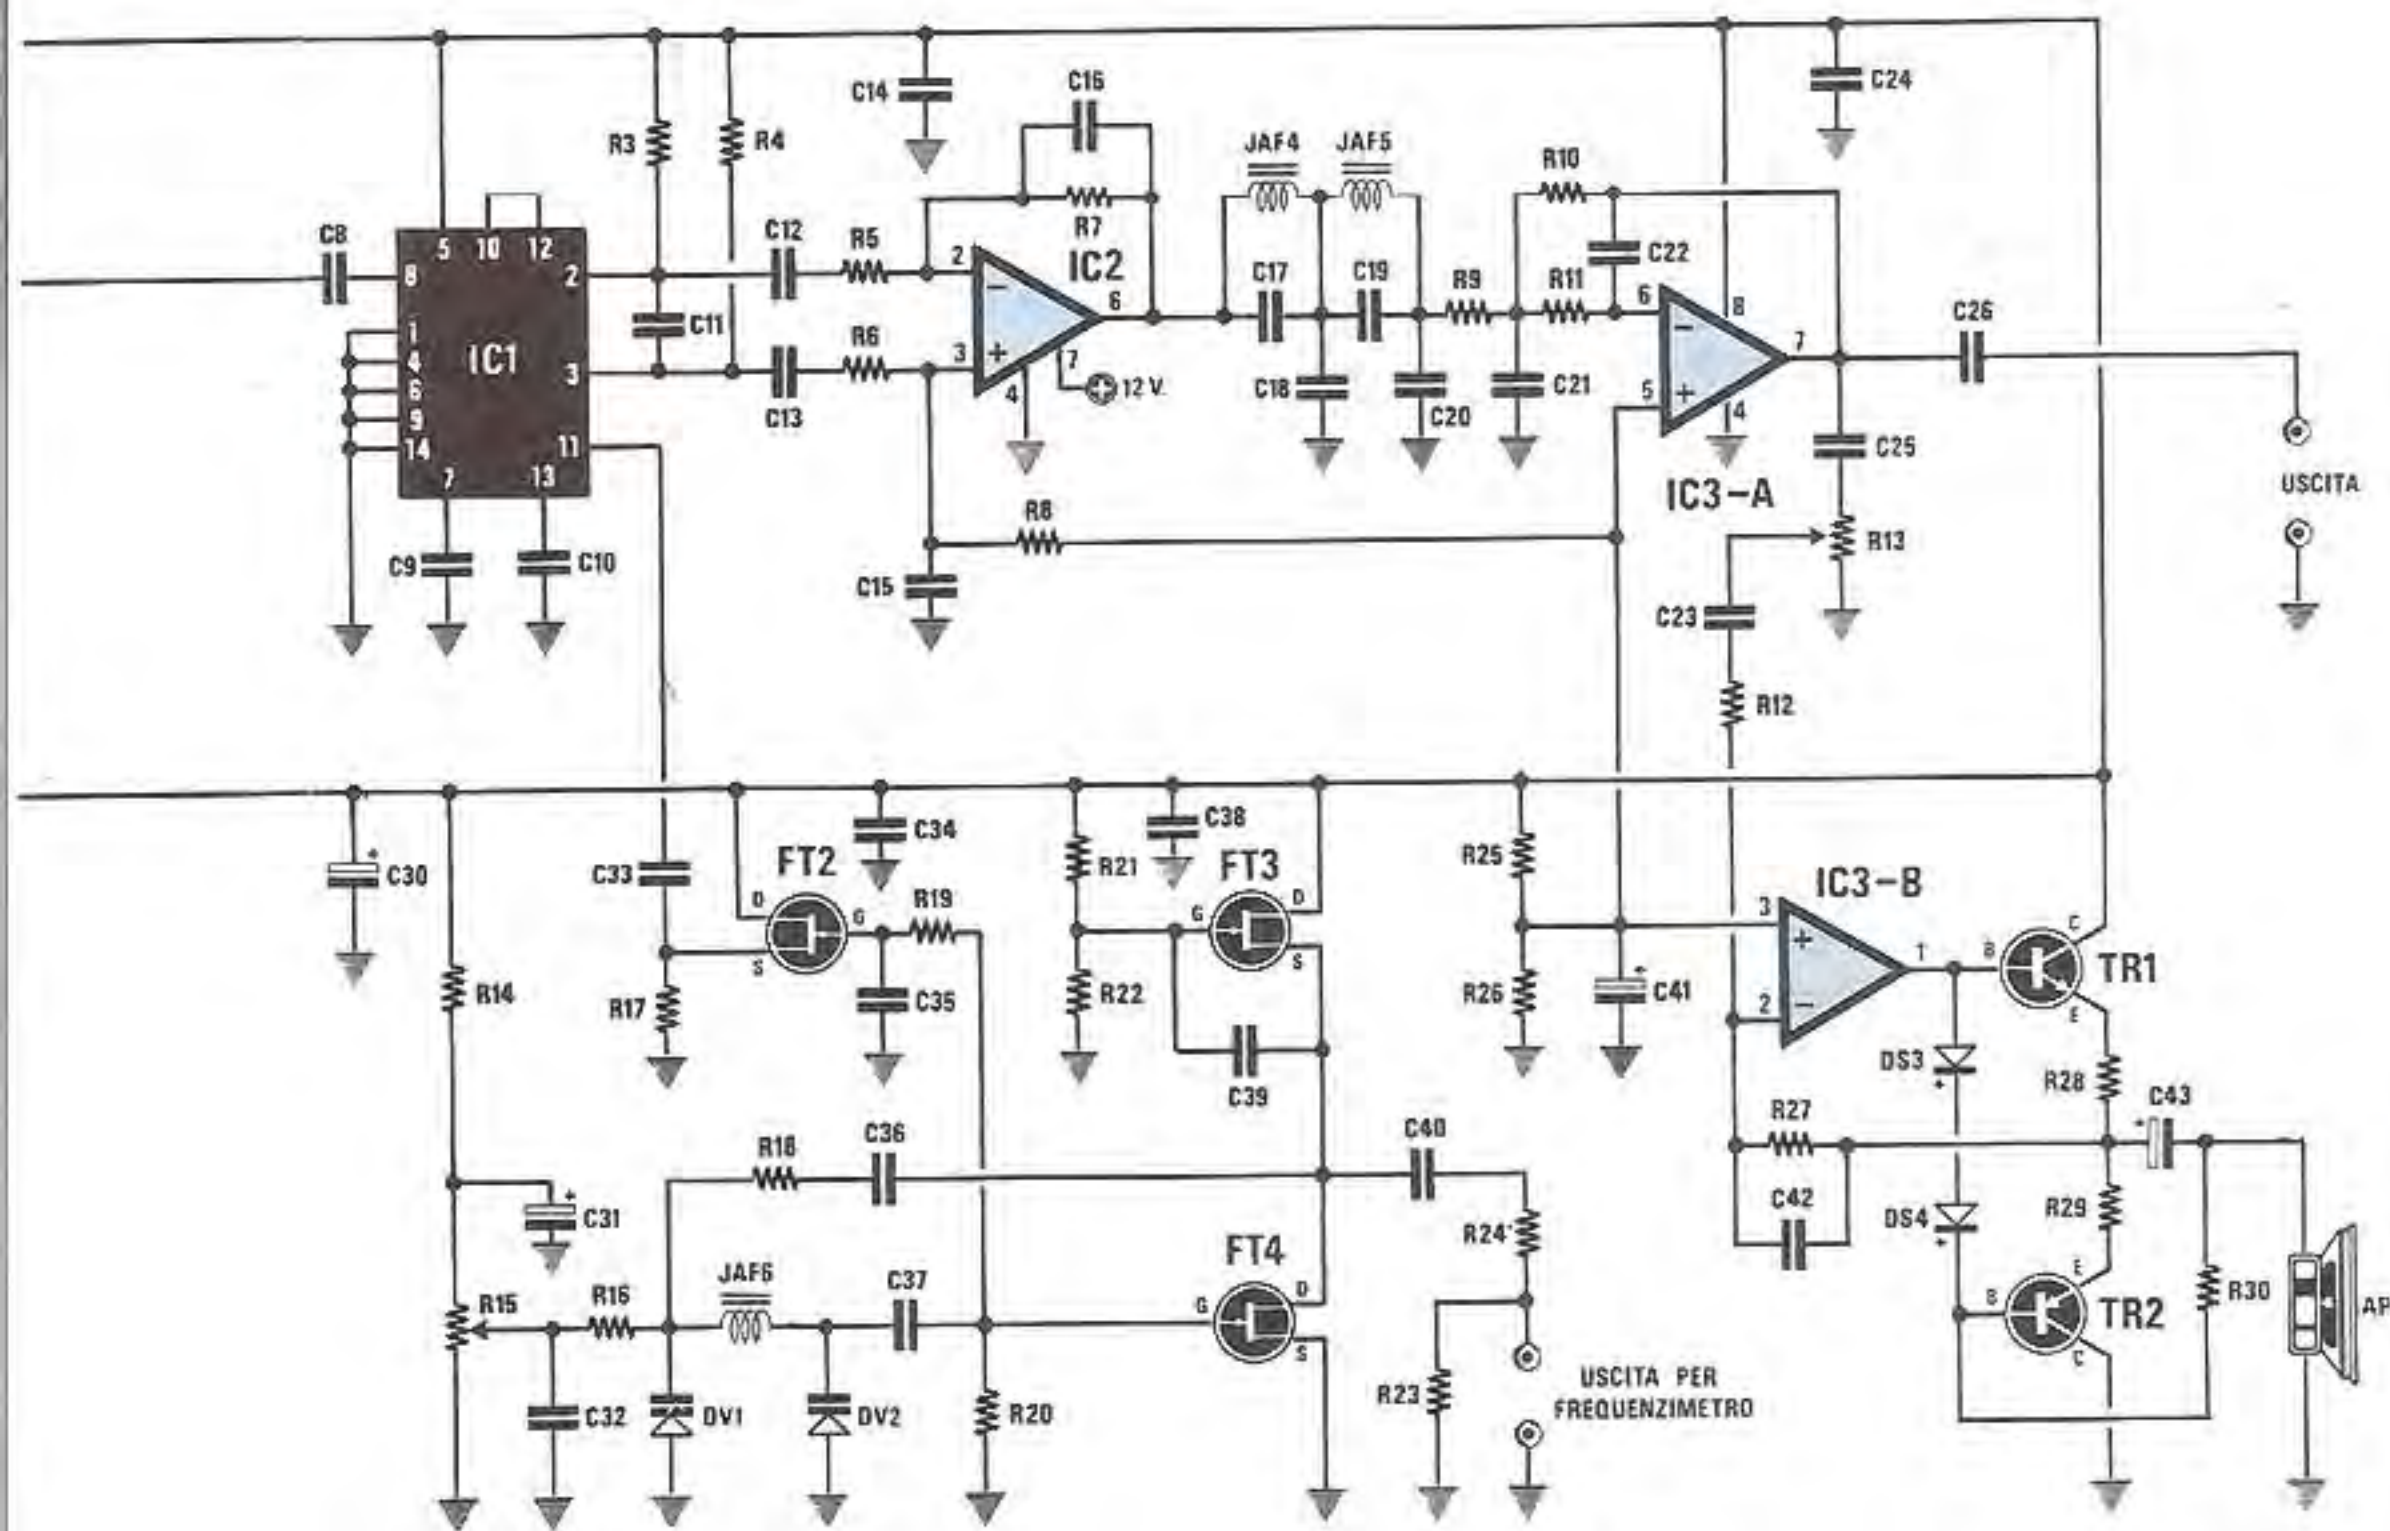 C14
C16
C24
R3
R4
JAF4
JAF5
R10
C8
5
10
12
C12
R5
R7
8
2
2
IC2
C17
C19
R9
R11
C22
6
−
6
−
8
C26
1
C11
R6
4
IC1
3
3
+
7
12 V.
7
6
4
C18
C20
C21
5
+
4
9
C13
14
11
C25
7
13
IC3-A
USCITA
R8
R13
C9
C10
C15
C23
R12
C30
C33
FT2
C34
R21
C38
FT3
R25
IC3-B
D
G
R19
G
D
3
+
C
S
S
1
B
TR1
R14
R17
C35
R22
R26
C41
2
−
E
DS3
R28
C39
R18
C36
C40
R27
C43
C31
R24
C42
DS4
R29
JAF6
FT4
R15
R16
C37
G
D
E
R30
AP
B
TR2
S
C
C32
DV1
DV2
R20
R23
USCITA PER
FREQUENZIMETRO